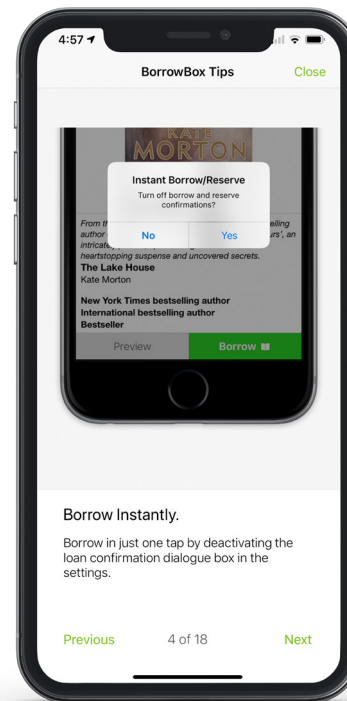 4:57
BorrowBox Tips
Close
KATE
MORTON
Instant Borrow/Reserve
Turn off borrow and reserve
confirmations?
No
Yes
From th
elling
author
urs', an
intricate
heartstopping suspense and uncovered secrets.
The Lake House
Kate Morton
New York Times bestselling author
International bestselling author
Bestseller
Preview
Borrow
Borrow Instantly.
Borrow in just one tap by deactivating the
loan confirmation dialogue box in the
settings.
Previous
4 of 18
Next